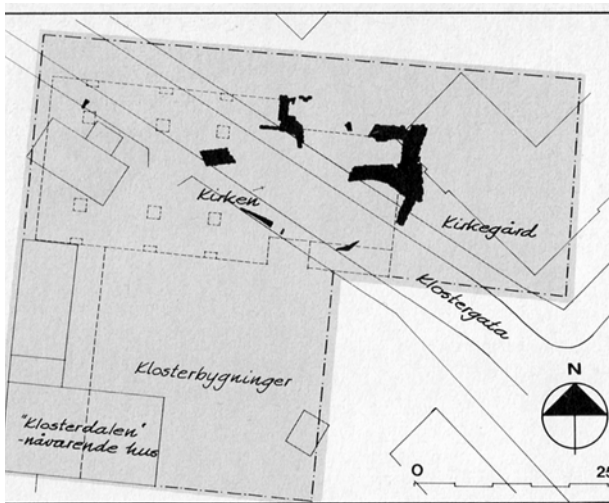 Kirken
Kirkegård
Klostergata
Klosterbygninger
"Klosterdalen"
-nåværende hus
N
0
25